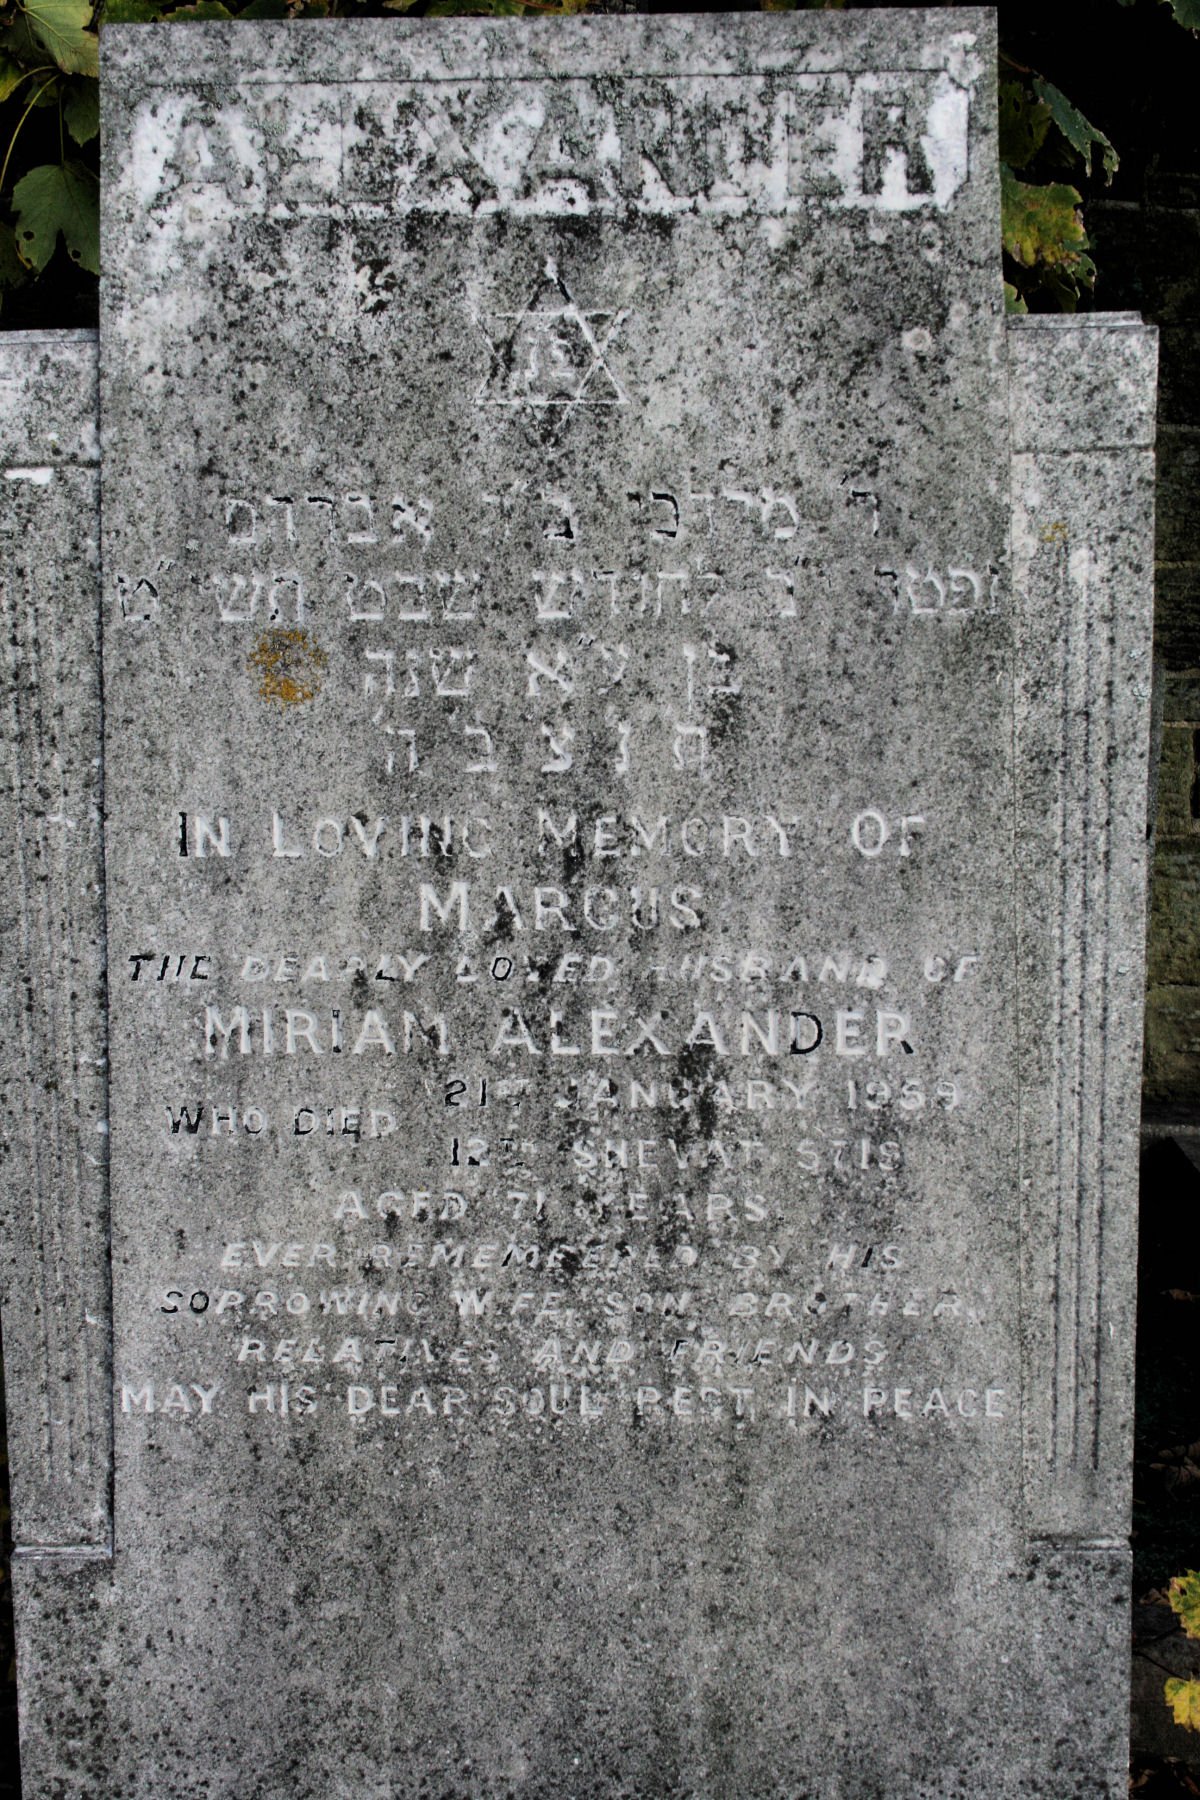 ALEXANDER
פנ
ר' מרדכי ב"ר אברהם
נפטר י"ב לחודש שבט תשי"ט
בן ע"א שנה
ת' נ' צ' ב' ה'
IN LOVING MEMORY OF
MARCUS
THE DEARLY LOVED HUSBAND OF
MIRIAM ALEXANDER
WHO DIED 21ST JANUARY 1959
12TH SHEVAT 5719
AGED 71 YEARS
EVER REMEMBERED BY HIS
SORROWING WIFE, SON, BROTHER,
RELATIVES AND FRIENDS
MAY HIS DEAR SOUL REST IN PEACE